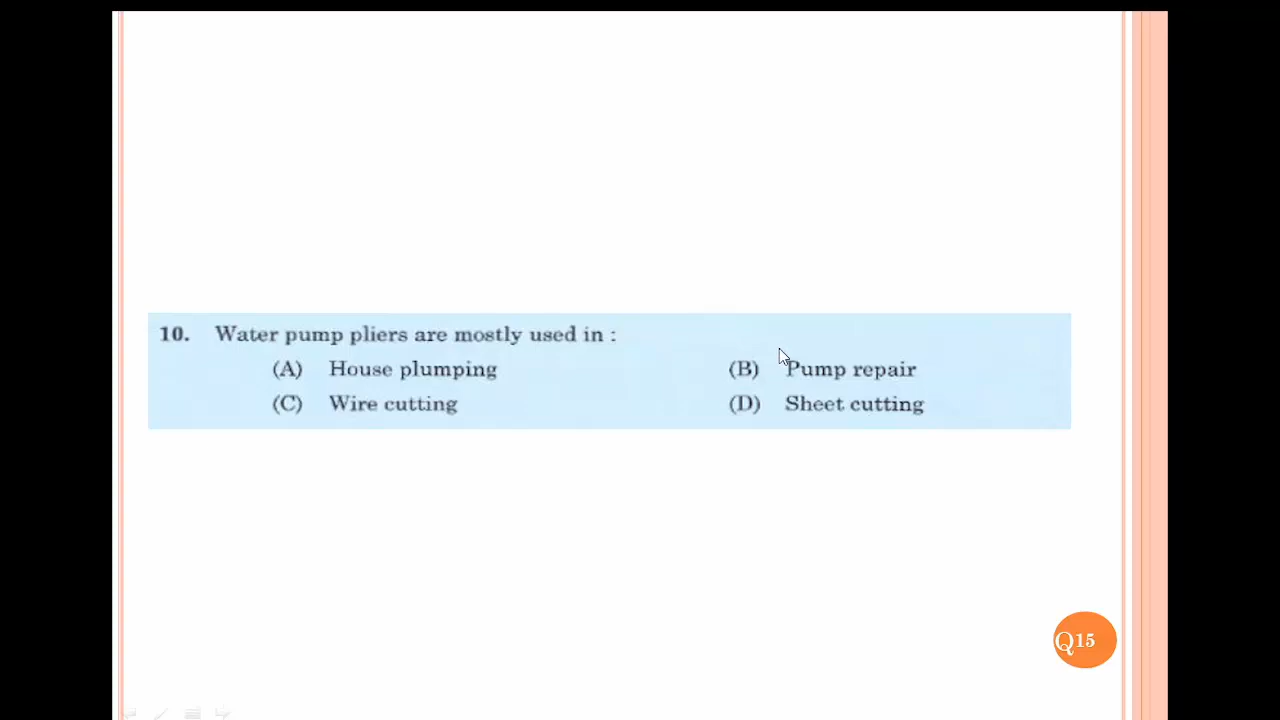 10. Water pump pliers are mostly used in :
(A) House plumping (B) Pump repair
(C) Wire cutting (D) Sheet cutting
Q15